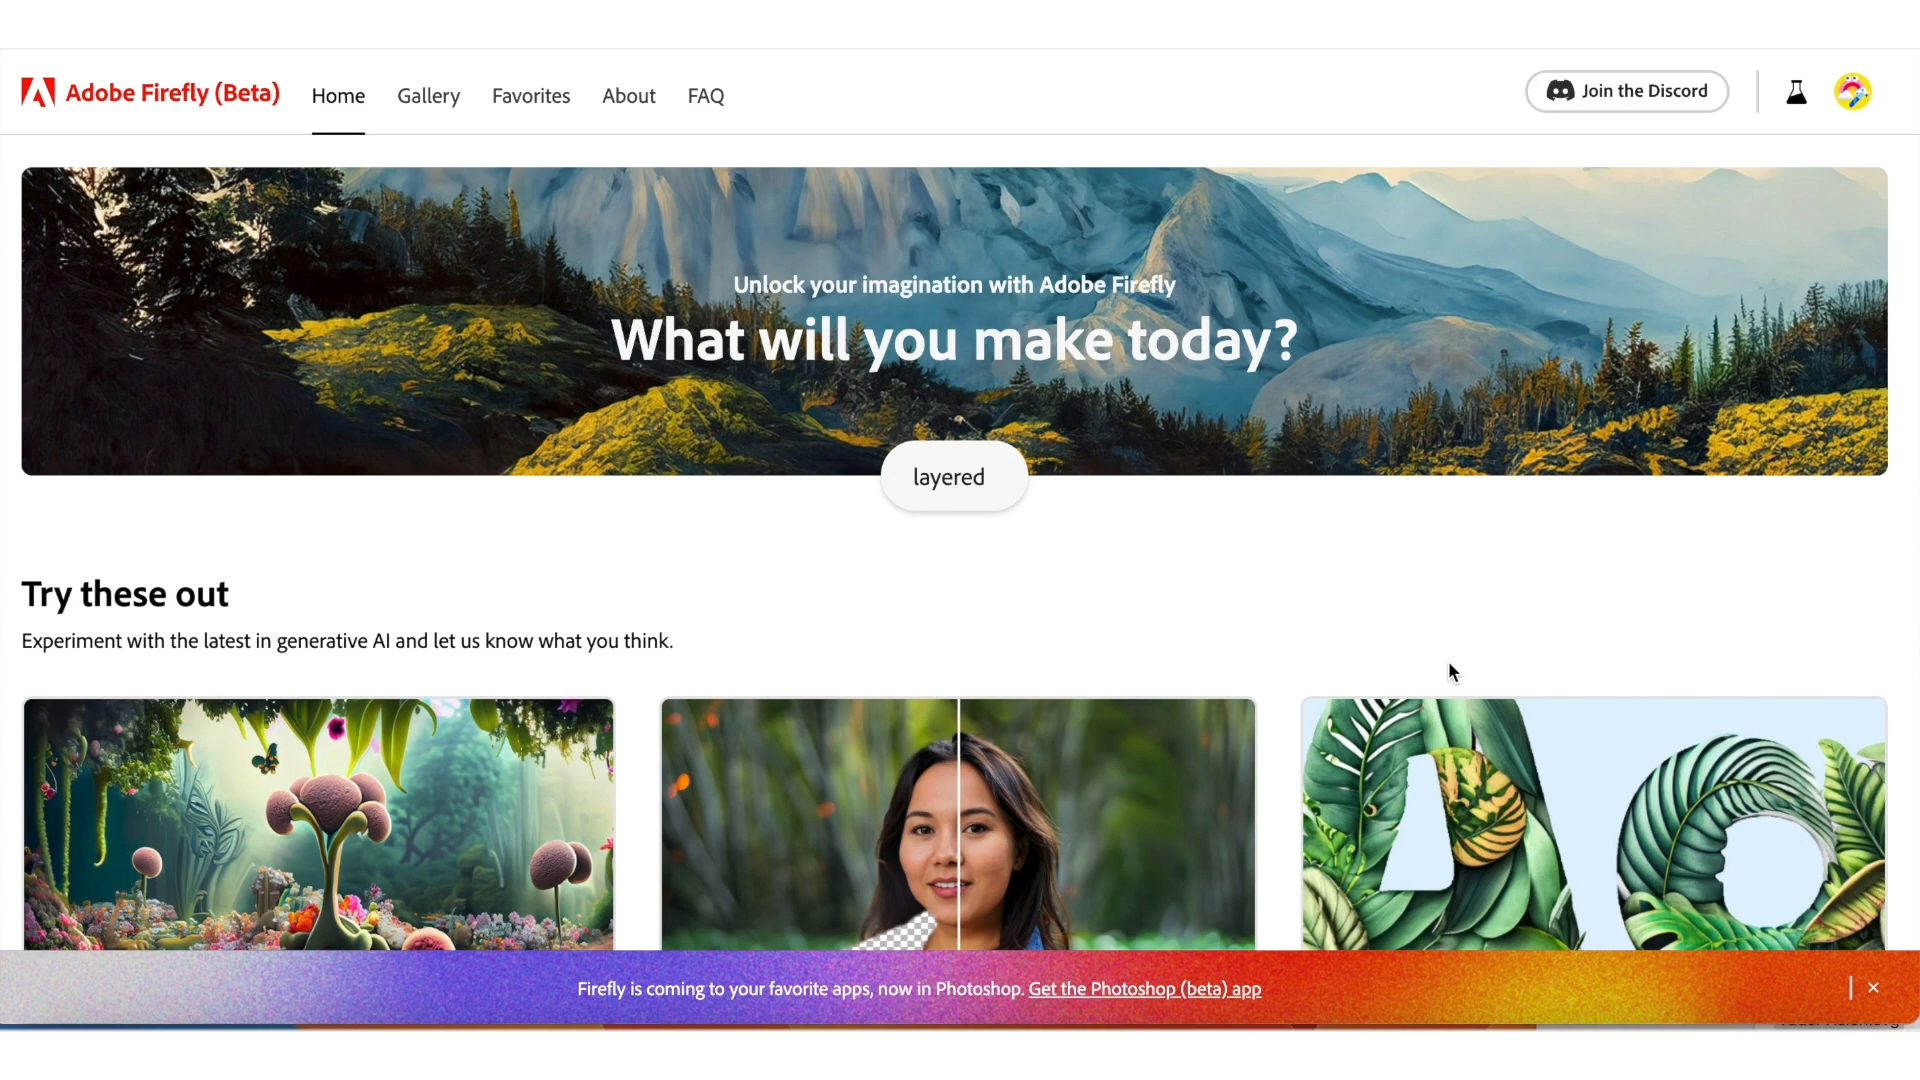 Adobe Firefly (Beta)
Home
Gallery
Favorites
About
FAQ
Join the Discord
Unlock your imagination with Adobe Firefly
What will you make today?
layered
Try these out
Experiment with the latest in generative AI and let us know what you think.
Firefly is coming to your favorite apps, now in Photoshop. Get the Photoshop (beta) app